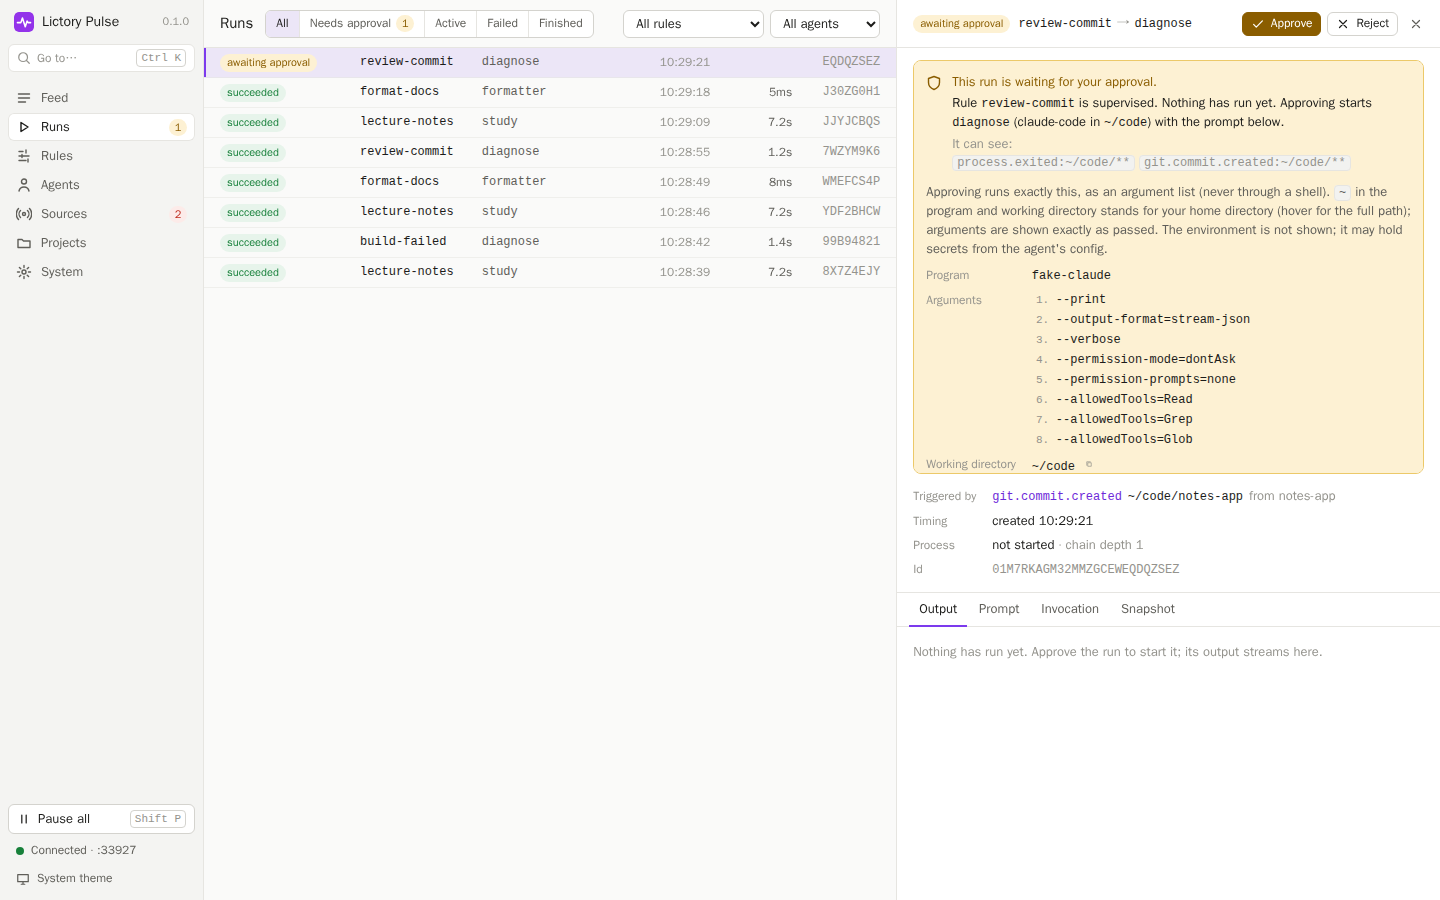 Lictory Pulse 0.1.0
Go to··· Ctrl K
Feed
Runs 1
Rules
Agents
Sources 2
Projects
System
Pause all Shift P
Connected · :33927
System theme
Runs All Needs approval 1 Active Failed Finished All rules All agents
awaiting approval review-commit diagnose 10:29:21 EQDQZSEZ
succeeded format-docs formatter 10:29:18 5ms J30ZG0H1
succeeded lecture-notes study 10:29:09 7.2s JJYJCBQS
succeeded review-commit diagnose 10:28:55 1.2s 7WZYM9K6
succeeded format-docs formatter 10:28:49 8ms WMEFCS4P
succeeded lecture-notes study 10:28:46 7.2s YDF2BHCW
succeeded build-failed diagnose 10:28:42 1.4s 99B94821
succeeded lecture-notes study 10:28:39 7.2s 8X7Z4EJY
awaiting approval review-commit → diagnose Approve Reject
This run is waiting for your approval.
Rule review-commit is supervised. Nothing has run yet. Approving starts
diagnose (claude-code in ~/code) with the prompt below.
It can see:
process.exited:~/code/** git.commit.created:~/code/**
Approving runs exactly this, as an argument list (never through a shell). ~ in the
program and working directory stands for your home directory (hover for the full path);
arguments are shown exactly as passed. The environment is not shown; it may hold
secrets from the agent's config.
Program fake-claude
Arguments 1. --print
2. --output-format=stream-json
3. --verbose
4. --permission-mode=dontAsk
5. --permission-prompts=none
6. --allowedTools=Read
7. --allowedTools=Grep
8. --allowedTools=Glob
Working directory ~/code
Triggered by git.commit.created ~/code/notes-app from notes-app
Timing created 10:29:21
Process not started · chain depth 1
Id 01M7RKAGM32MMZGCEWEQDQZSEZ
Output Prompt Invocation Snapshot
Nothing has run yet. Approve the run to start it; its output streams here.